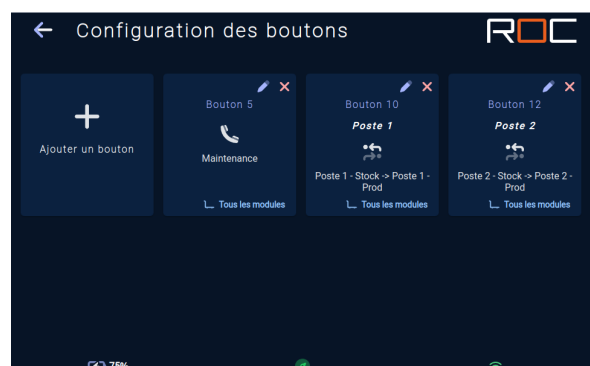 Configuration des boutons
ROC
Ajouter un bouton
Bouton 5
Maintenance
Tous les modules
Bouton 10
Poste 1
Poste 1 - Stock -> Poste 1 -
Prod
Tous les modules
Bouton 12
Poste 2
Poste 2 - Stock -> Poste 2 -
Prod
Tous les modules
75%